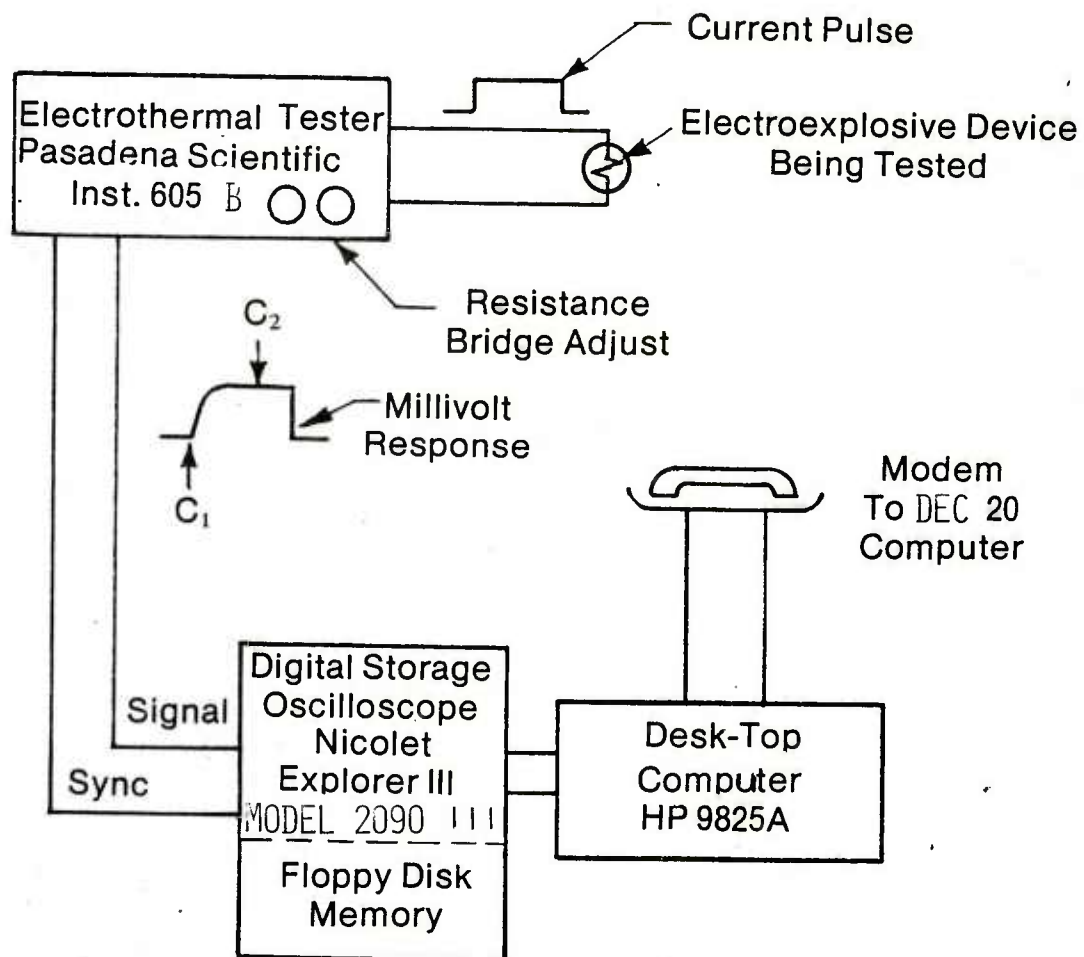 Current Pulse
Electrothermal Tester
Pasadena Scientific
Inst. 605 B
Electroexplosive Device
Being Tested
Resistance
Bridge Adjust
C₂
Millivolt
Response
C₁
Modem
To DEC 20
Computer
Signal
Sync
Digital Storage
Oscilloscope
Nicolet
Explorer III
MODEL 2090 III
Floppy Disk
Memory
Desk-Top
Computer
HP 9825A